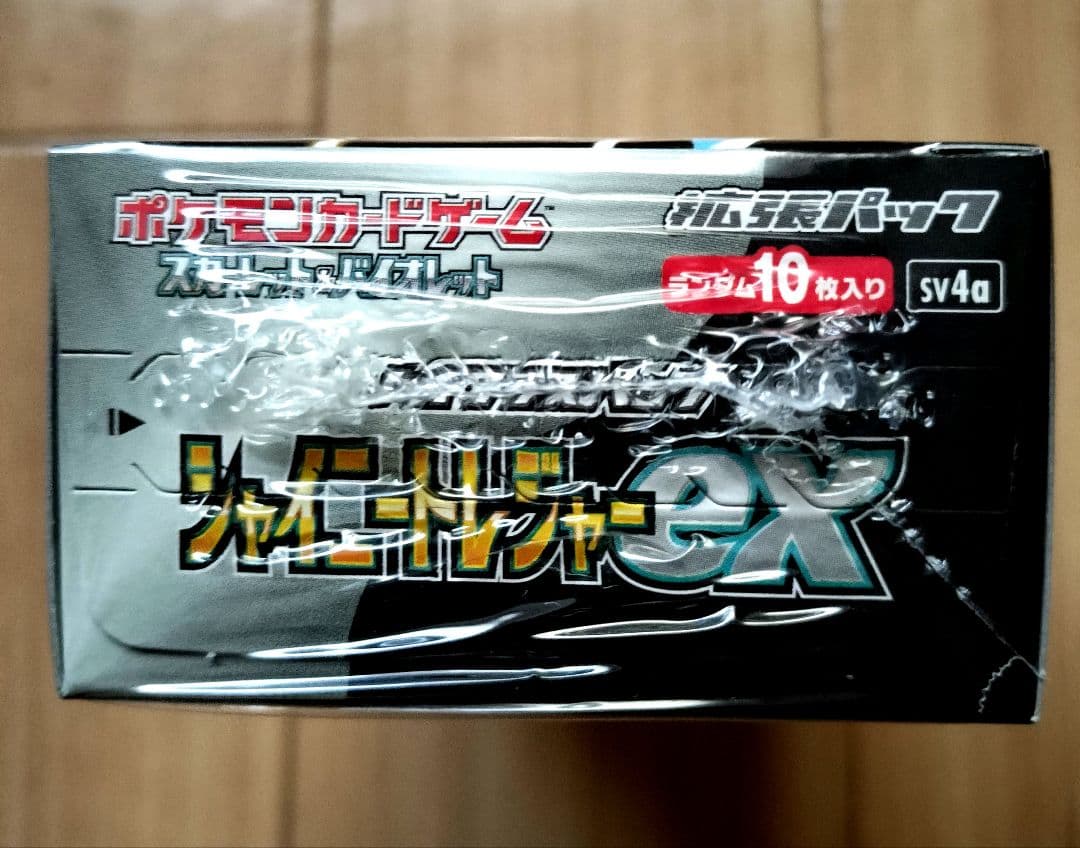 ポケモンカードゲーム™
スカーレット&バイオレット
拡張パック
ランダム10枚入り
sv4a
シャイニートレジャーex